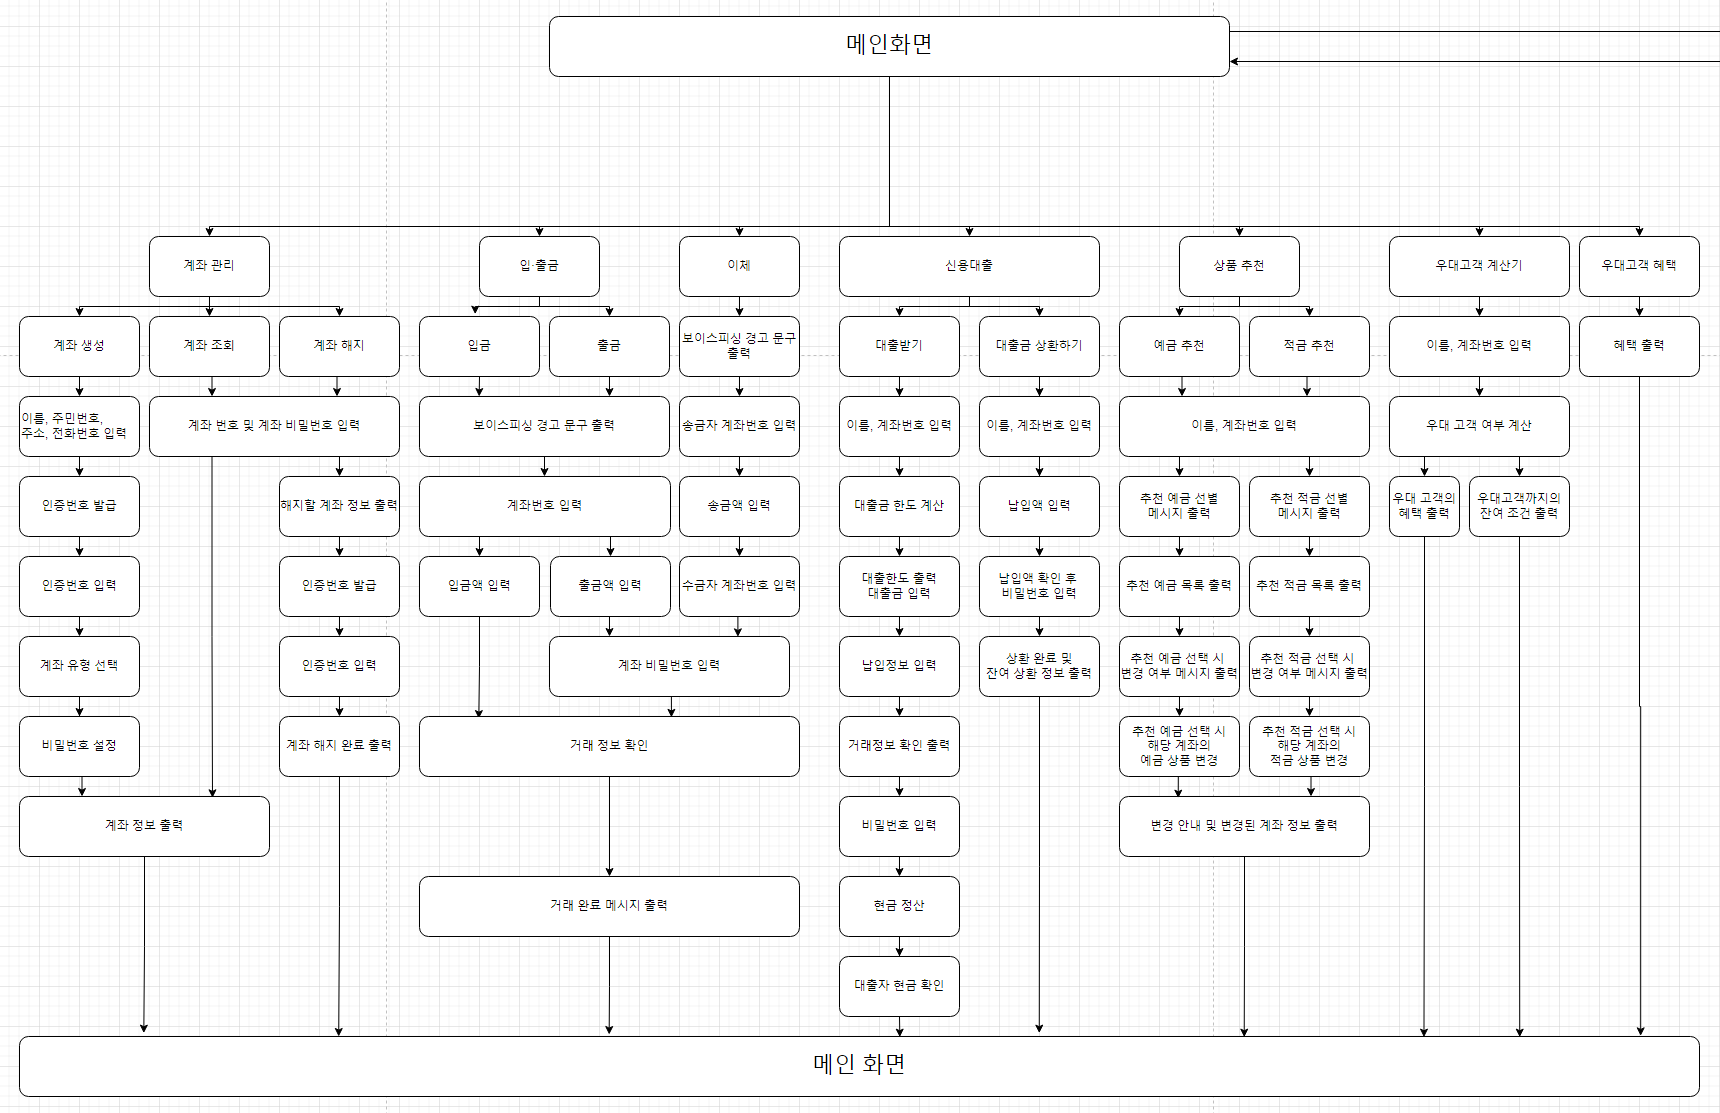 메인화면
계좌 관리
입·출금
이체
신용대출
상품 추천
우대고객 계산기
우대고객 혜택
계좌 생성
계좌 조회
계좌 해지
입금
출금
보이스피싱 경고 문구
출력
대출받기
대출금 상환하기
예금 추천
적금 추천
이름, 계좌번호 입력
혜택 출력
이름, 주민번호,
주소, 전화번호 입력
계좌 번호 및 계좌 비밀번호 입력
보이스피싱 경고 문구 출력
송금자 계좌번호 입력
이름, 계좌번호 입력
이름, 계좌번호 입력
이름, 계좌번호 입력
우대 고객 여부 계산
인증번호 발급
해지할 계좌 정보 출력
계좌번호 입력
송금액 입력
대출금 한도 계산
납입액 입력
추천 예금 선별
메시지 출력
추천 적금 선별
메시지 출력
우대 고객의
혜택 출력
우대고객까지의
잔여 조건 출력
인증번호 입력
인증번호 발급
입금액 입력
출금액 입력
수금자 계좌번호 입력
대출한도 출력
대출금 입력
납입액 확인 후
비밀번호 입력
추천 예금 목록 출력
추천 적금 목록 출력
계좌 유형 선택
인증번호 입력
계좌 비밀번호 입력
납입정보 입력
상환 완료 및
잔여 상환 정보 출력
추천 예금 선택 시
변경 여부 메시지 출력
추천 적금 선택 시
변경 여부 메시지 출력
비밀번호 설정
계좌 해지 완료 출력
거래 정보 확인
거래정보 확인 출력
추천 예금 선택 시
해당 계좌의
예금 상품 변경
추천 적금 선택 시
해당 계좌의
적금 상품 변경
계좌 정보 출력
비밀번호 입력
변경 안내 및 변경된 계좌 정보 출력
거래 완료 메시지 출력
현금 정산
대출자 현금 확인
메인 화면